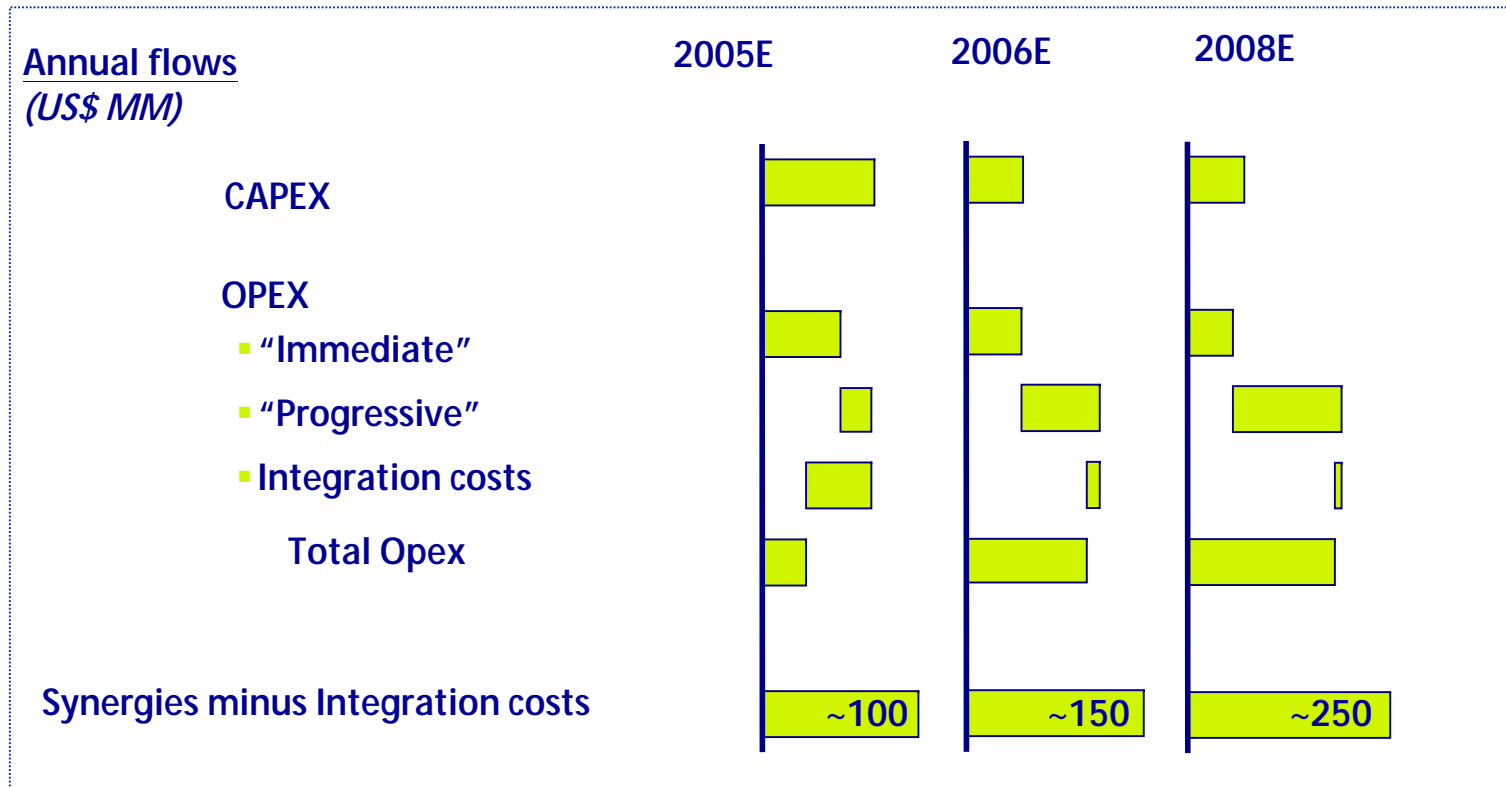 Annual flows
(US$ MM)
2005E
2006E
2008E
CAPEX
OPEX
“Immediate”
“Progressive”
Integration costs
Total Opex
Synergies minus Integration costs
~100
~150
~250